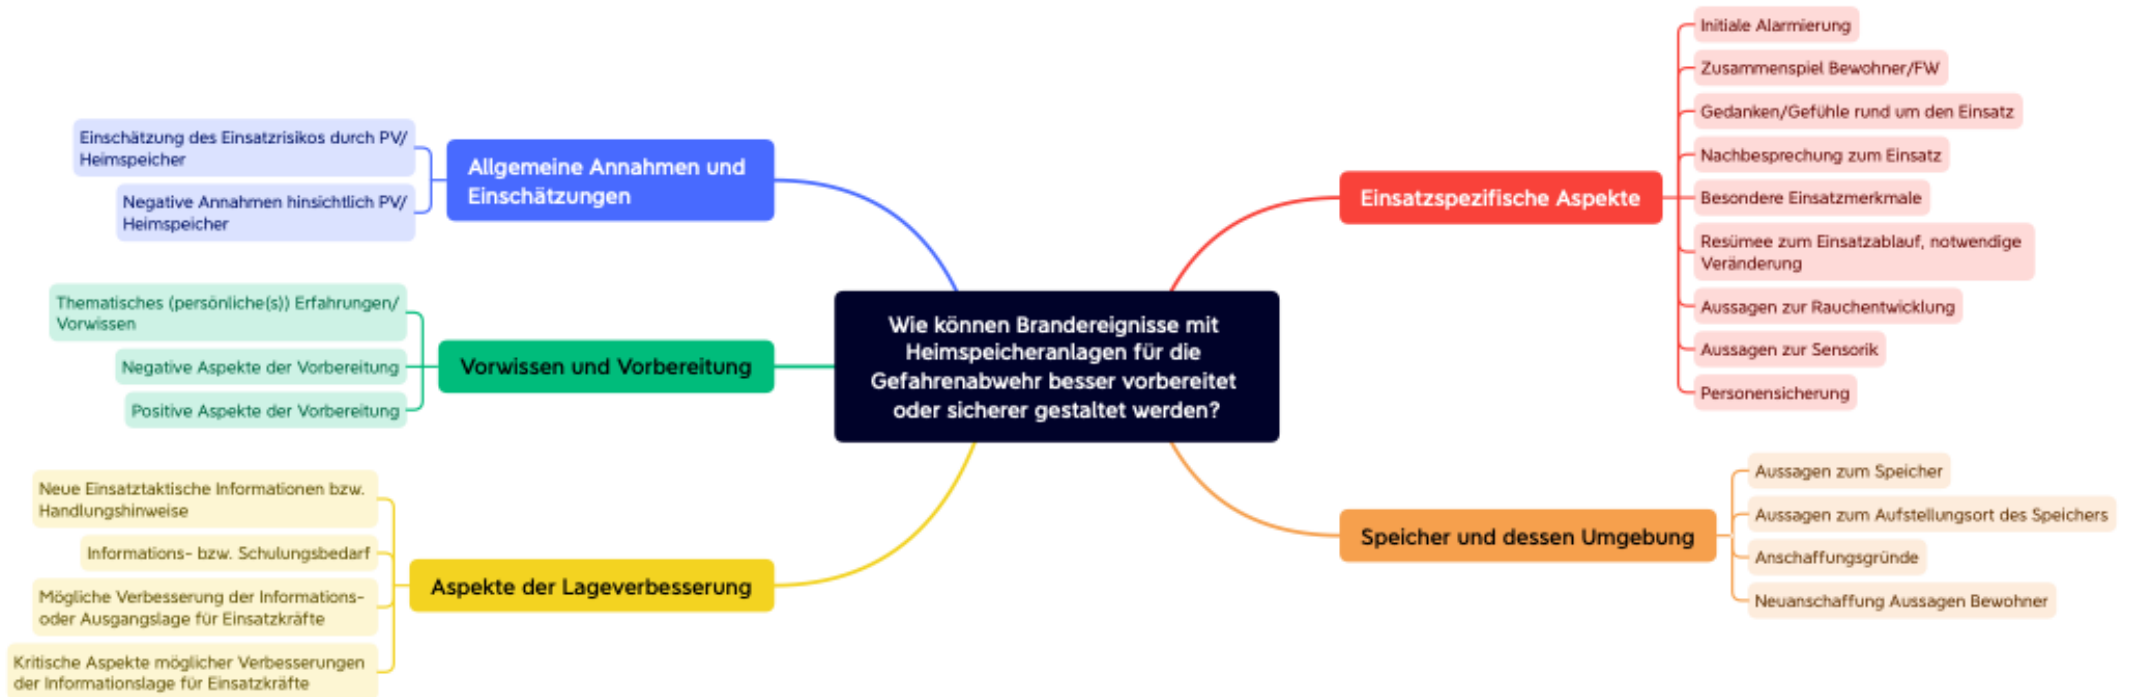 Wie können Brandereignisse mit
Heimspeicheranlagen für die
Gefahrenabwehr besser vorbereitet
oder sicherer gestaltet werden?
Allgemeine Annahmen und
Einschätzungen
Einschätzung des Einsatzrisikos durch PV/
Heimspeicher
Negative Annahmen hinsichtlich PV/
Heimspeicher
Vorwissen und Vorbereitung
Thematisches (persönliche(s)) Erfahrungen/
Vorwissen
Negative Aspekte der Vorbereitung
Positive Aspekte der Vorbereitung
Aspekte der Lageverbesserung
Neue Einsatztaktische Informationen bzw.
Handlungshinweise
Informations- bzw. Schulungsbedarf
Mögliche Verbesserung der Informations-
oder Ausgangslage für Einsatzkräfte
Kritische Aspekte möglicher Verbesserungen
der Informationslage für Einsatzkräfte
Einsatzspezifische Aspekte
Initiale Alarmierung
Zusammenspiel Bewohner/FW
Gedanken/Gefühle rund um den Einsatz
Nachbesprechung zum Einsatz
Besondere Einsatzmerkmale
Resümee zum Einsatzablauf, notwendige
Veränderung
Aussagen zur Rauchentwicklung
Aussagen zur Sensorik
Personensicherung
Speicher und dessen Umgebung
Aussagen zum Speicher
Aussagen zum Aufstellungsort des Speichers
Anschaffungsgründe
Neuanschaffung Aussagen Bewohner